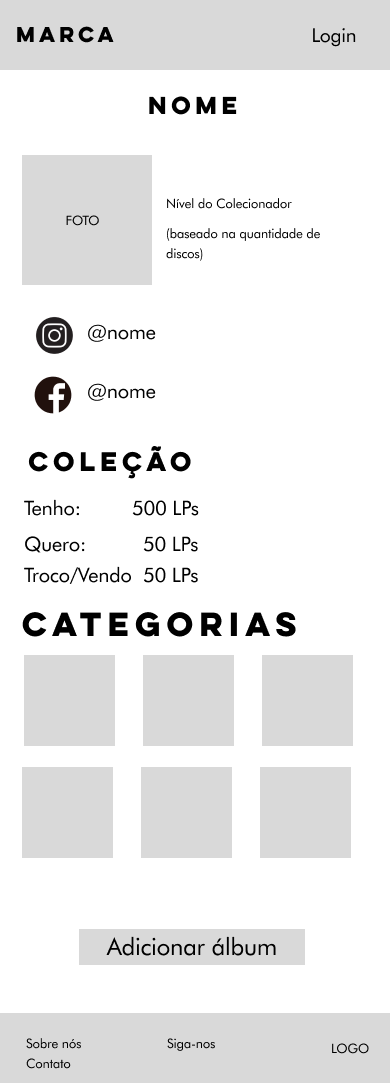 MARCA
Login
NOME
FOTO
Nível do Colecionador
(baseado na quantidade de
discos)
@nome
@nome
COLEÇÃO
Tenho: 500 LPs
Quero: 50 LPs
Troco/Vendo 50 LPs
CATEGORIAS
Adicionar álbum
Sobre nós
Contato
Siga-nos
LOGO